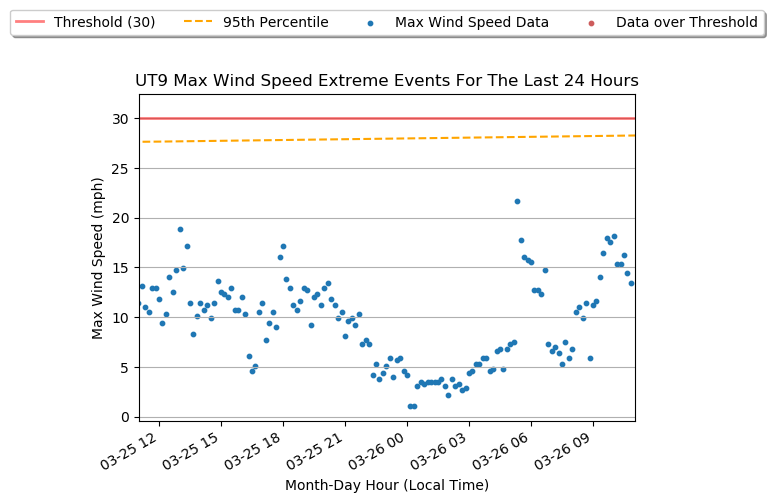 Threshold (30) 95th Percentile Max Wind Speed Data Data over Threshold
UT9 Max Wind Speed Extreme Events For The Last 24 Hours
Max Wind Speed (mph)
30
25
20
15
10
5
0
03-25 12 03-25 15 03-25 18 03-25 21 03-26 00 03-26 03 03-26 06 03-26 09
Month-Day Hour (Local Time)